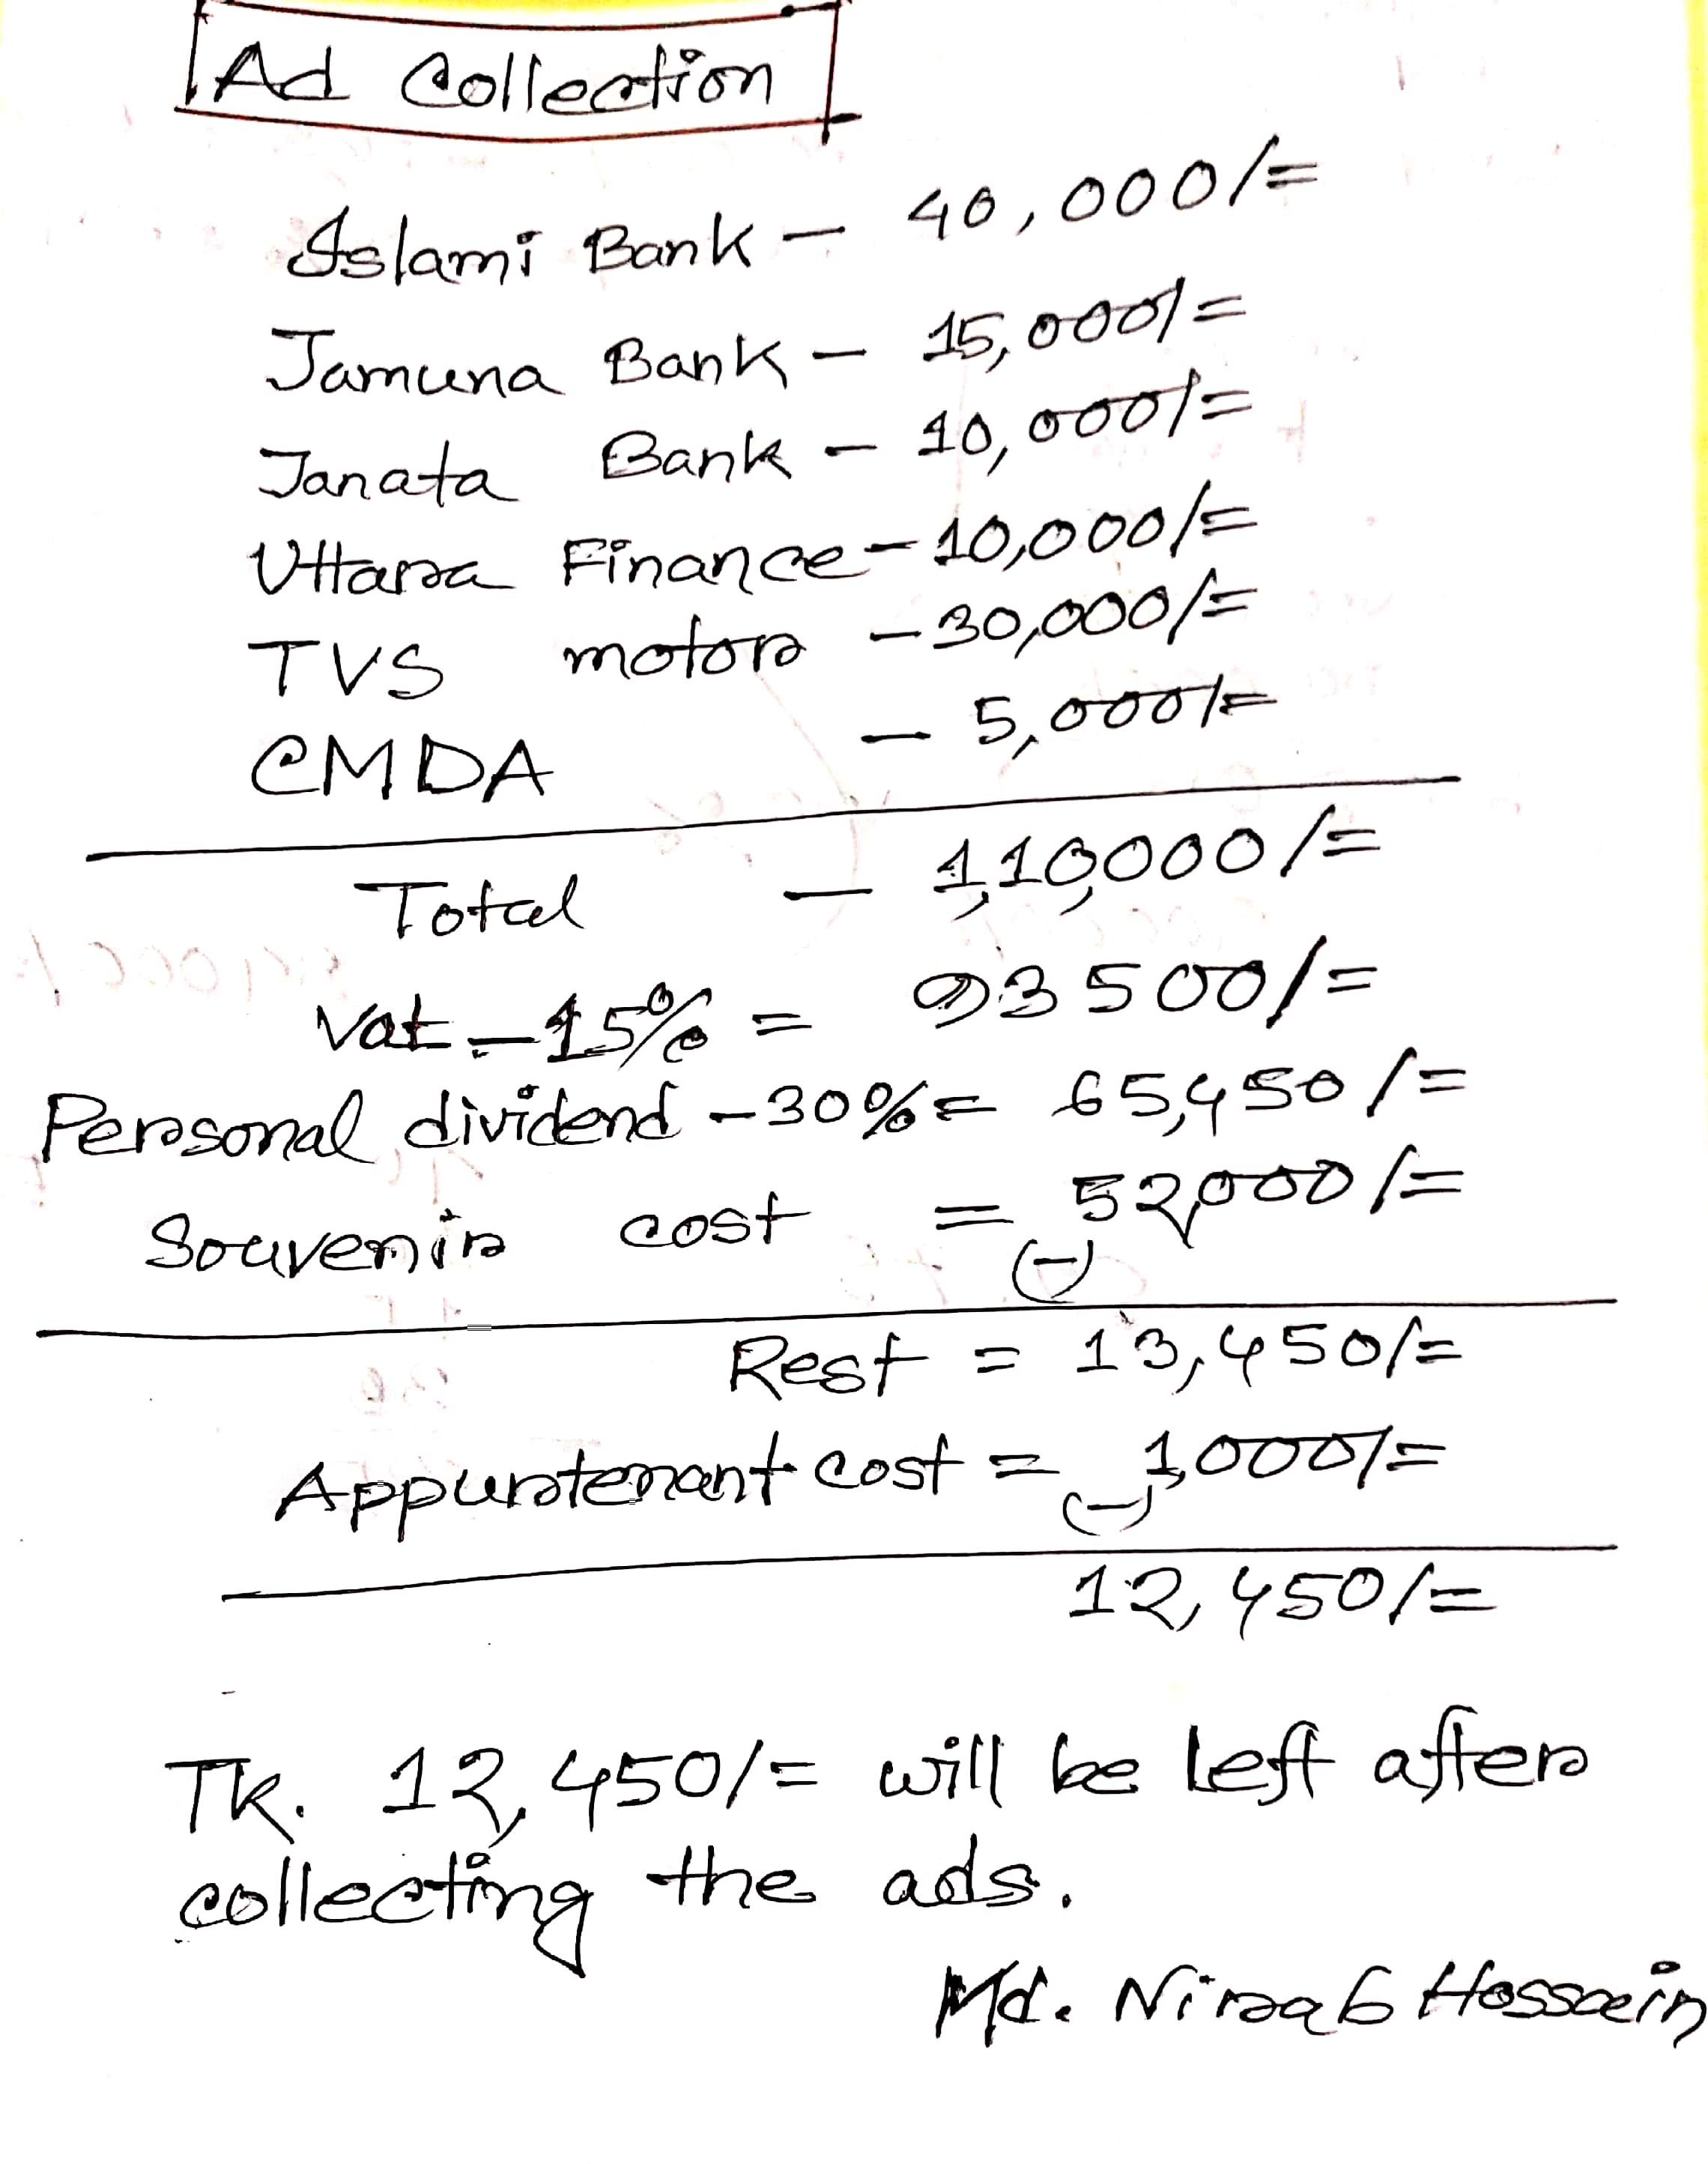 Ad Collection
Islami Bank - 40,000/=
Jamuna Bank - 15,000/=
Janata Bank - 10,000/=
Uttara Finance - 10,000/=
TVS motor - 30,000/=
CMDA - 5,000/=
Total - 1,10,000/=
Vat - 15% = 93500/=
Personal dividend - 30% = 65,450/=
Souvenir cost = 52,000/=
(-)
Rest = 13,450/=
Appurtenant cost = 1,000/=
(-)
12,450/=
TK. 12,450/= will be left after
collecting the ads.
Md. Nirab Hossain